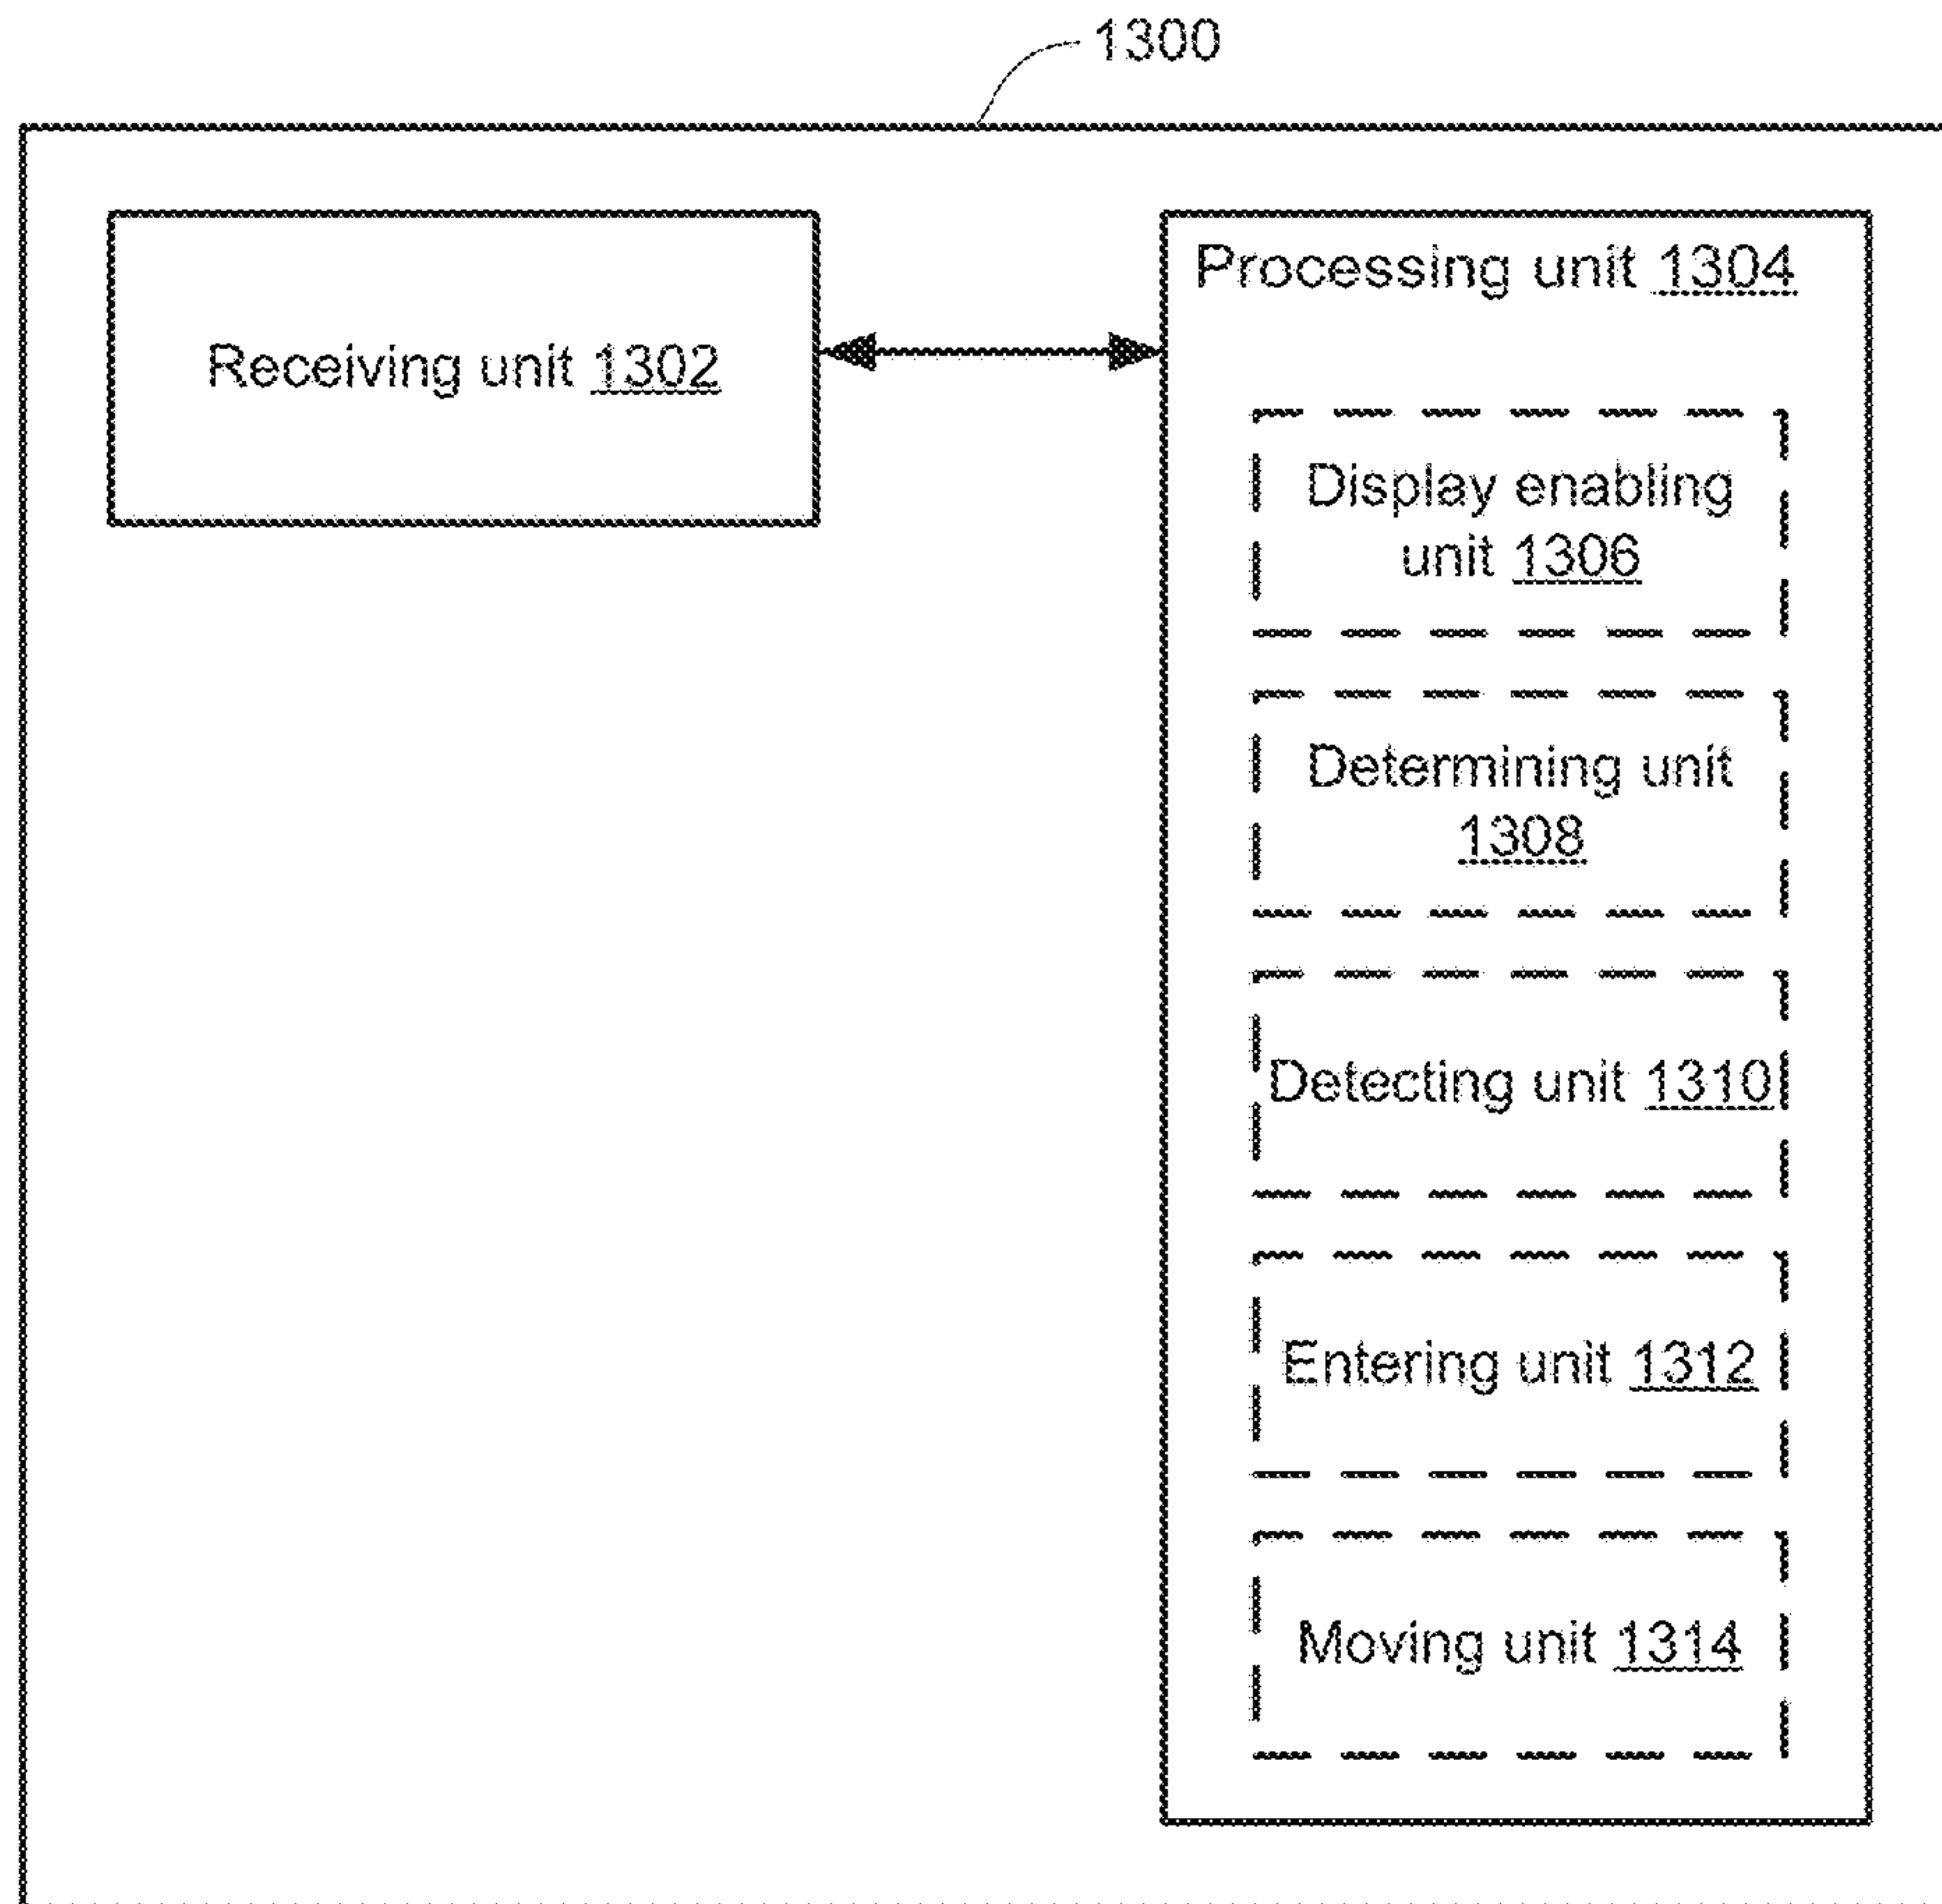 1300
Receiving unit 1302
Processing unit 1304
Display enabling
unit 1306
Determining unit
1308
Detecting unit 1310
Entering unit 1312
Moving unit 1314